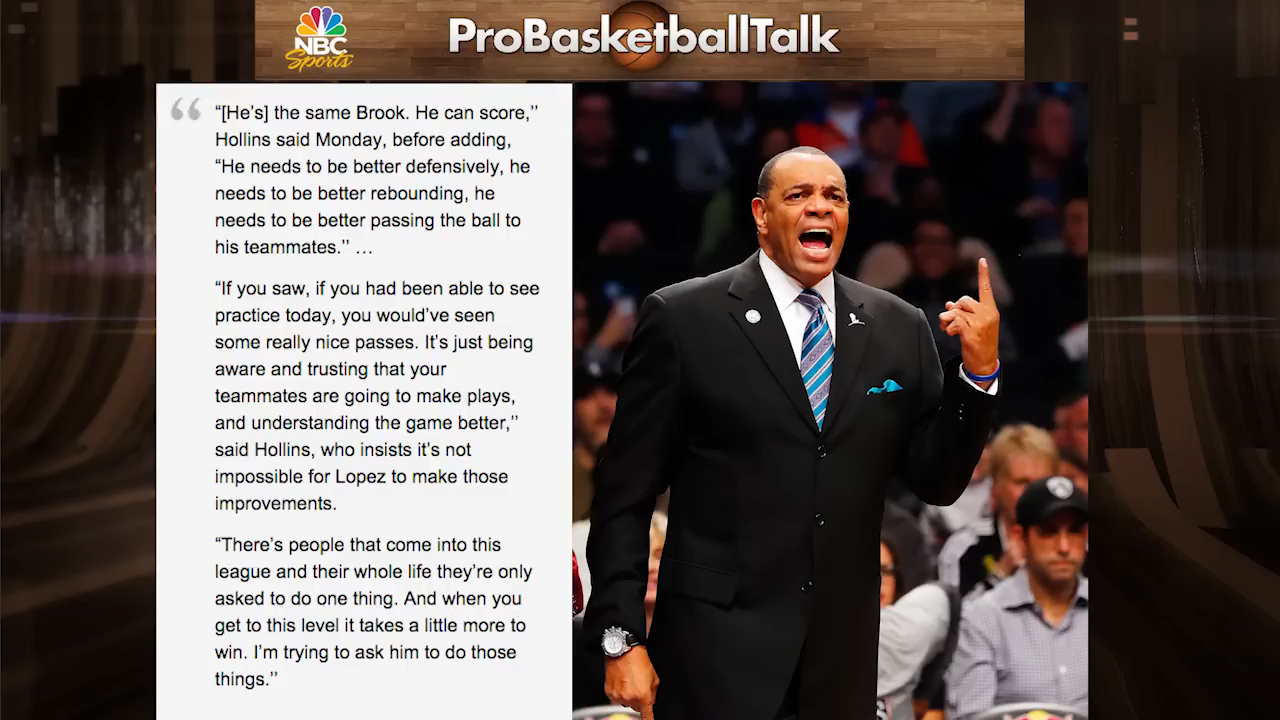 NBC
Sports
ProBasketballTalk
“[He’s] the same Brook. He can score,’’
Hollins said Monday, before adding,
“He needs to be better defensively, he
needs to be better rebounding, he
needs to be better passing the ball to
his teammates.’’ …
“If you saw, if you had been able to see
practice today, you would’ve seen
some really nice passes. It’s just being
aware and trusting that your
teammates are going to make plays,
and understanding the game better,’’
said Hollins, who insists it’s not
impossible for Lopez to make those
improvements.
“There’s people that come into this
league and their whole life they’re only
asked to do one thing. And when you
get to this level it takes a little more to
win. I’m trying to ask him to do those
things.’’